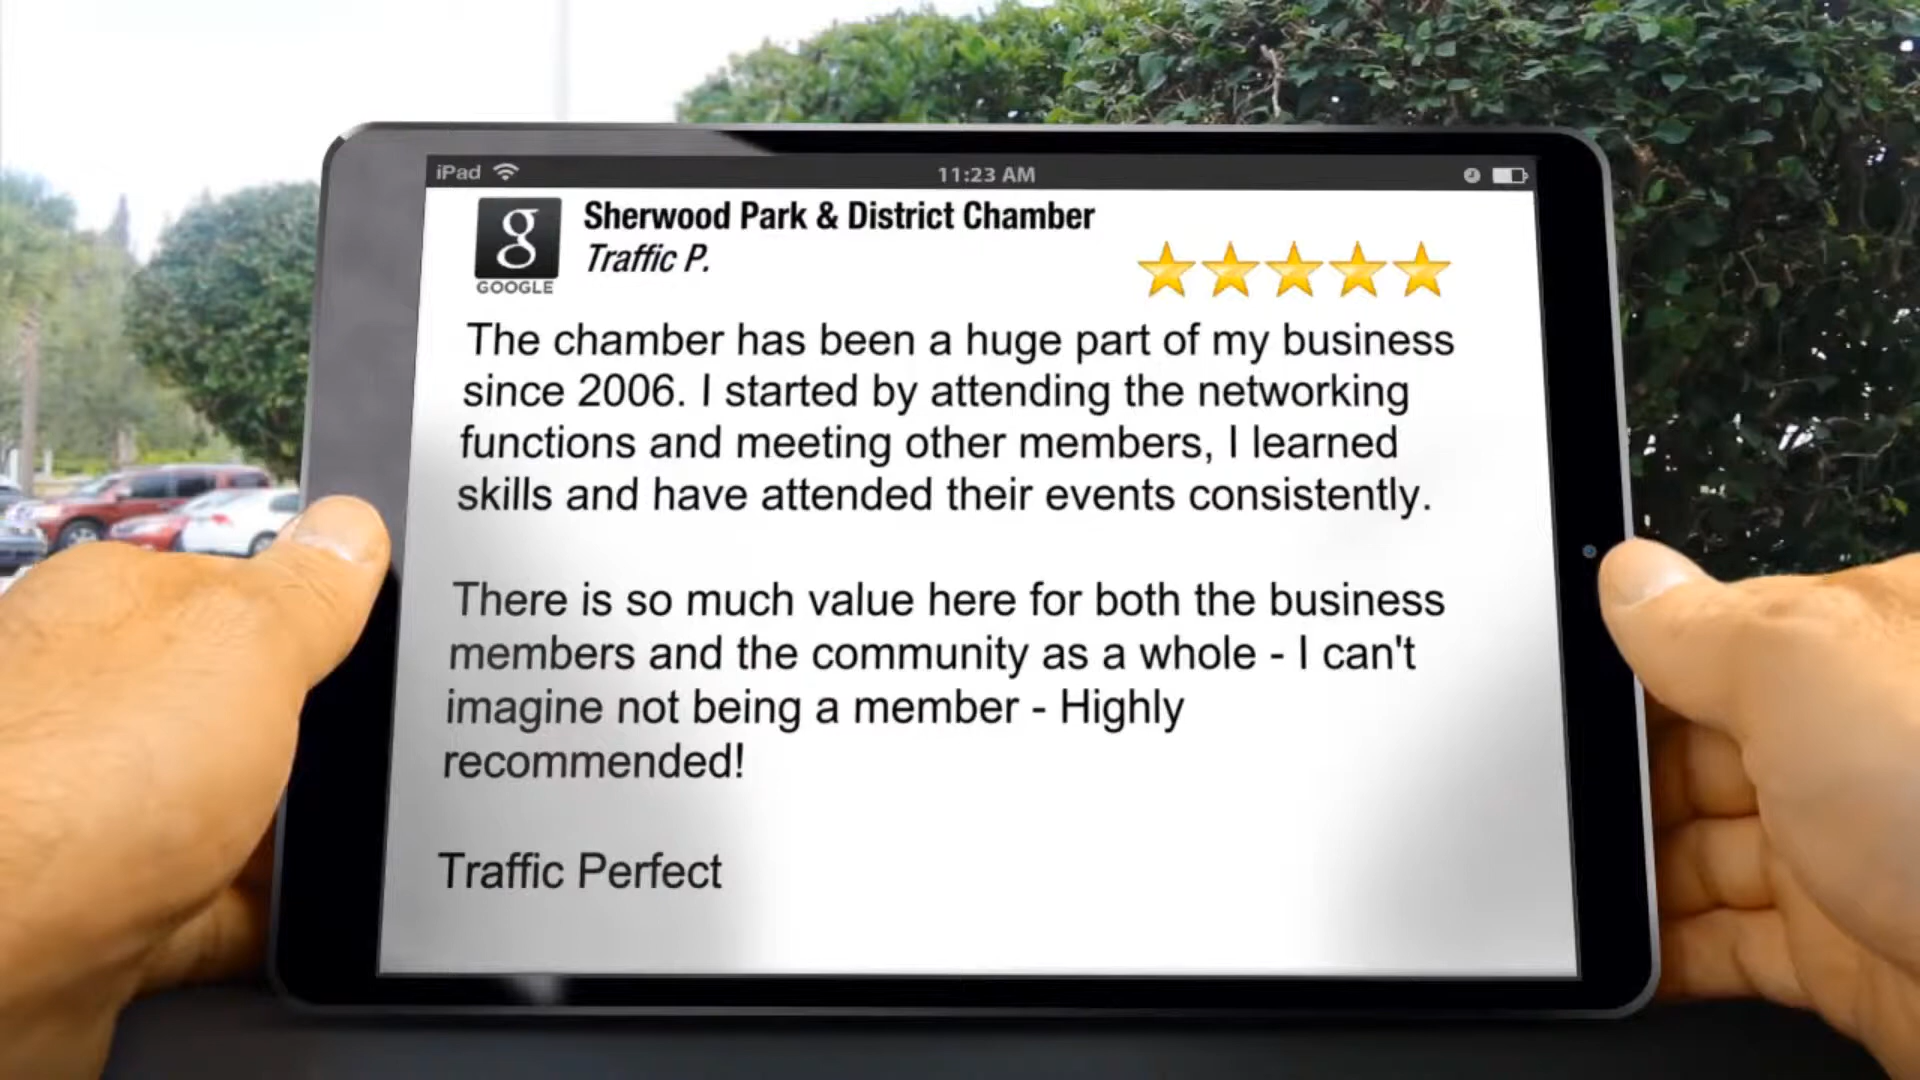 iPad
11:23 AM
g
GOOGLE
Sherwood Park & District Chamber
Traffic P.
The chamber has been a huge part of my business
since 2006. I started by attending the networking
functions and meeting other members, I learned
skills and have attended their events consistently.
There is so much value here for both the business
members and the community as a whole - I can't
imagine not being a member - Highly
recommended!
Traffic Perfect